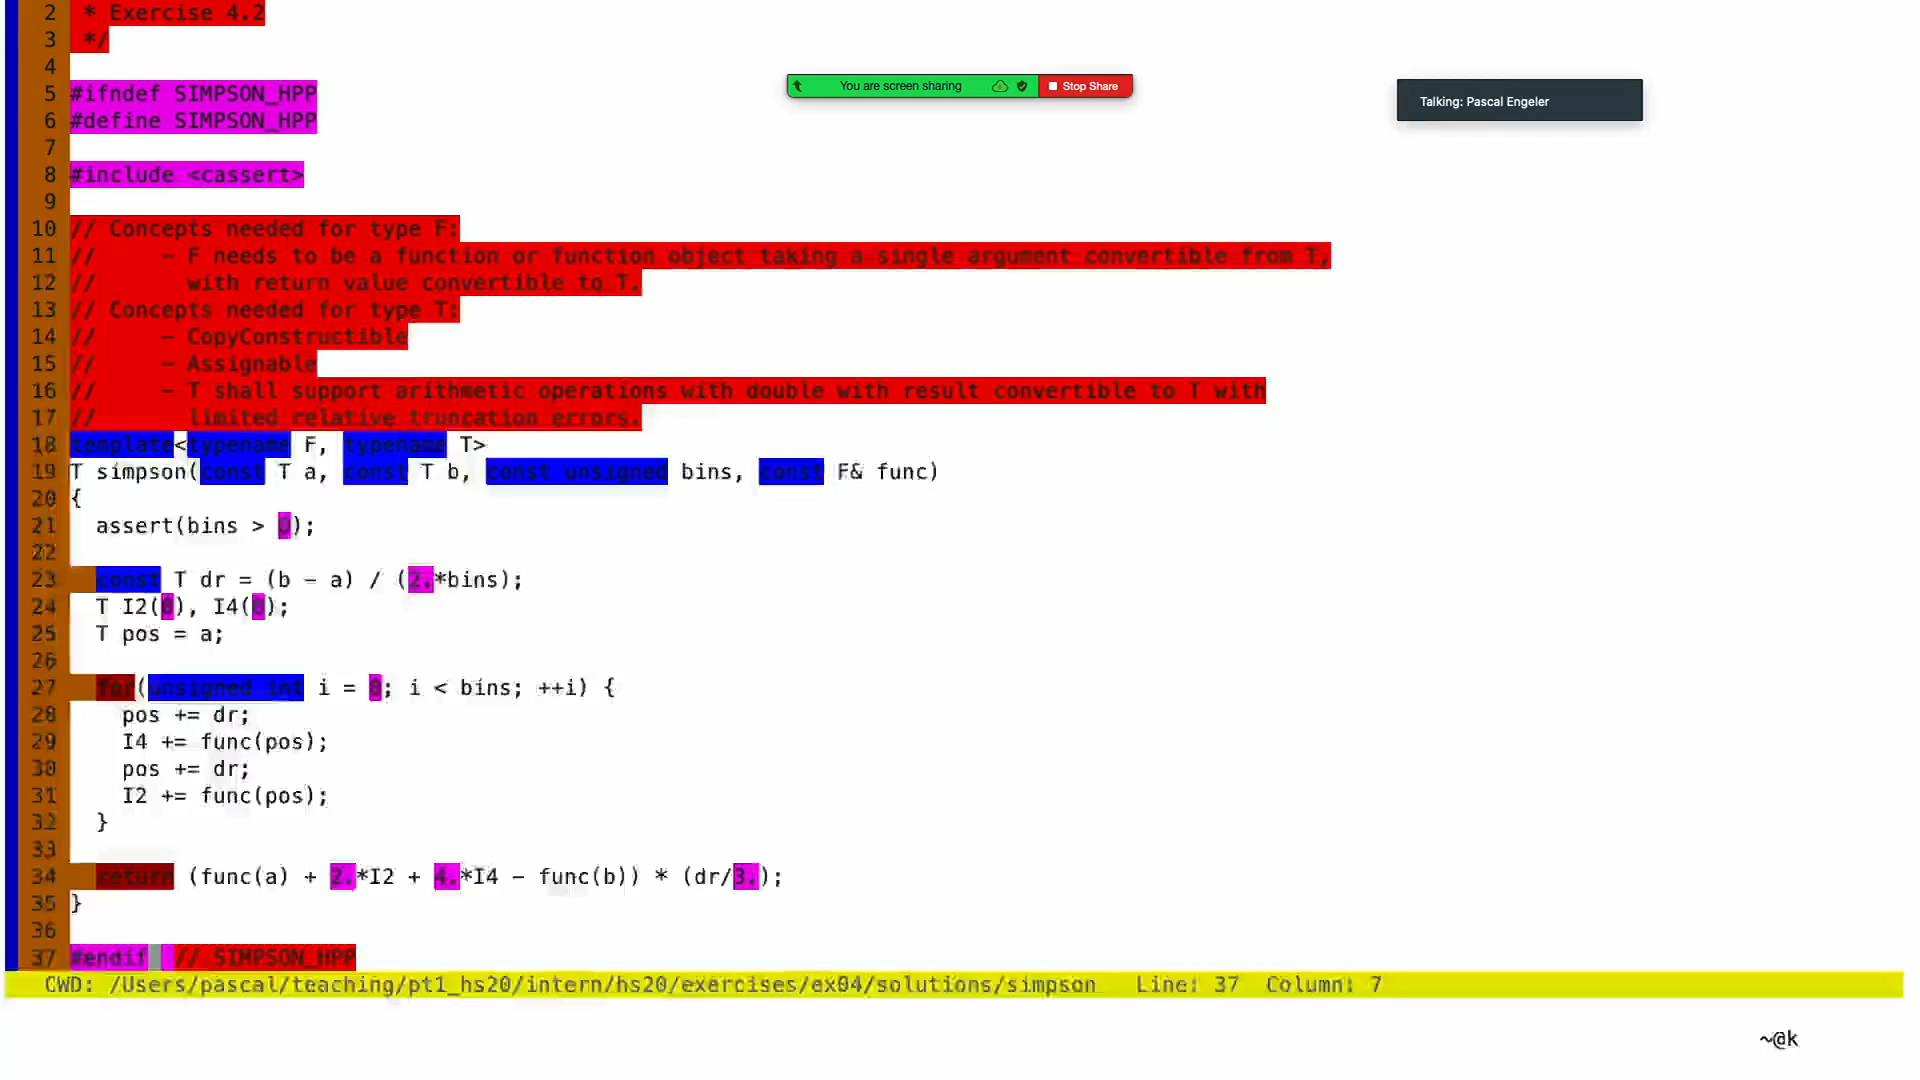 2  * Exercise 4.2
3  */
4
5 #ifndef SIMPSON_HPP
6 #define SIMPSON_HPP
7
8 #include <cassert>
9
10 // Concepts needed for type F:
11 //     - F needs to be a function or function object taking a single argument convertible from T,
12 //       with return value convertible to T.
13 // Concepts needed for type T:
14 //     - CopyConstructible
15 //     - Assignable
16 //     - T shall support arithmetic operations with double with result convertible to T with
17 //       limited relative truncation errors.
18 template<typename F, typename T>
19 T simpson(const T a, const T b, const unsigned bins, const F& func)
20 {
21   assert(bins > 0);
22
23   const T dr = (b - a) / (2.*bins);
24   T I2(0), I4(0);
25   T pos = a;
26
27   for(unsigned int i = 0; i < bins; ++i) {
28     pos += dr;
29     I4 += func(pos);
30     pos += dr;
31     I2 += func(pos);
32   }
33
34   return (func(a) + 2.*I2 + 4.*I4 - func(b)) * (dr/3.);
35 }
36
37 #endif  // SIMPSON_HPP
CWD: /Users/pascal/teaching/pt1_hs20/intern/hs20/exercises/ex04/solutions/simpson   Line: 37  Column: 7
~@k
You are screen sharing
Stop Share
Talking: Pascal Engeler